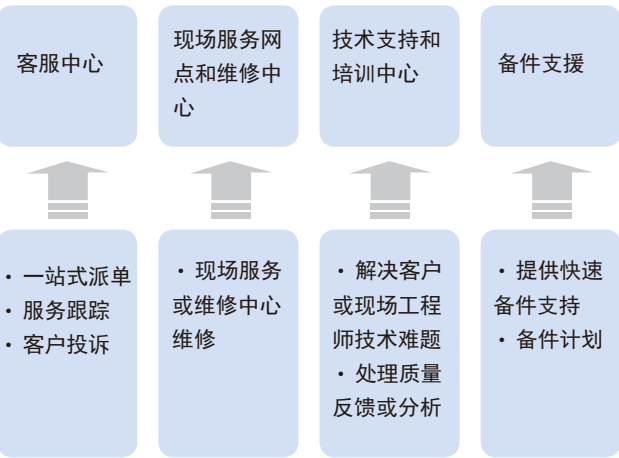 客服中心
现场服务网
点和维修中
心
技术支持和
培训中心
备件支援
・一站式派单
・服务跟踪
・客户投诉
・现场服务
或维修中心
维修
・解决客户
或现场工程
师技术难题
・处理质量
反馈或分析
・提供快速
备件支持
・备件计划